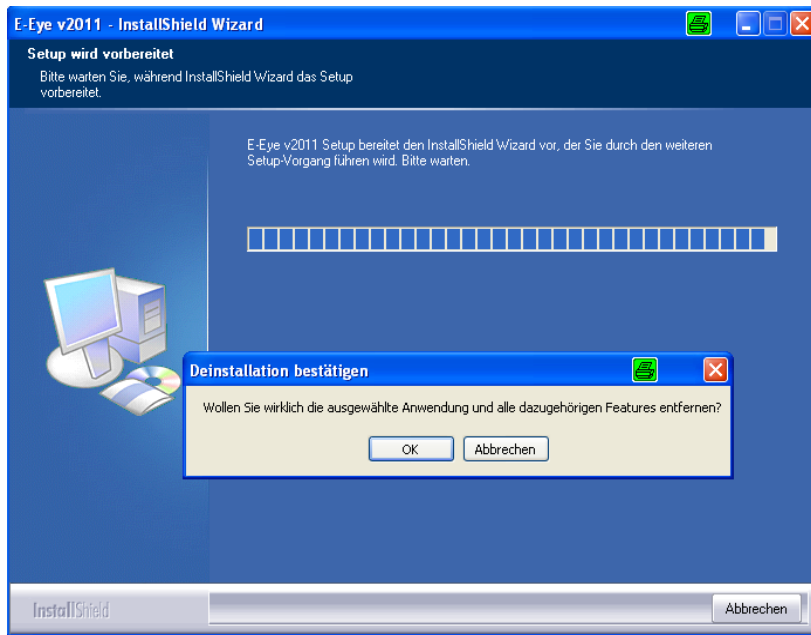 E-Eye v2011 - InstallShield Wizard
Setup wird vorbereitet
Bitte warten Sie, während InstallShield Wizard das Setup
vorbereitet.
E-Eye v2011 Setup bereitet den InstallShield Wizard vor, der Sie durch den weiteren
Setup-Vorgang führen wird. Bitte warten.
Deinstallation bestätigen
Wollen Sie wirklich die ausgewählte Anwendung und alle dazugehörigen Features entfernen?
OK Abbrechen
InstallShield
Abbrechen